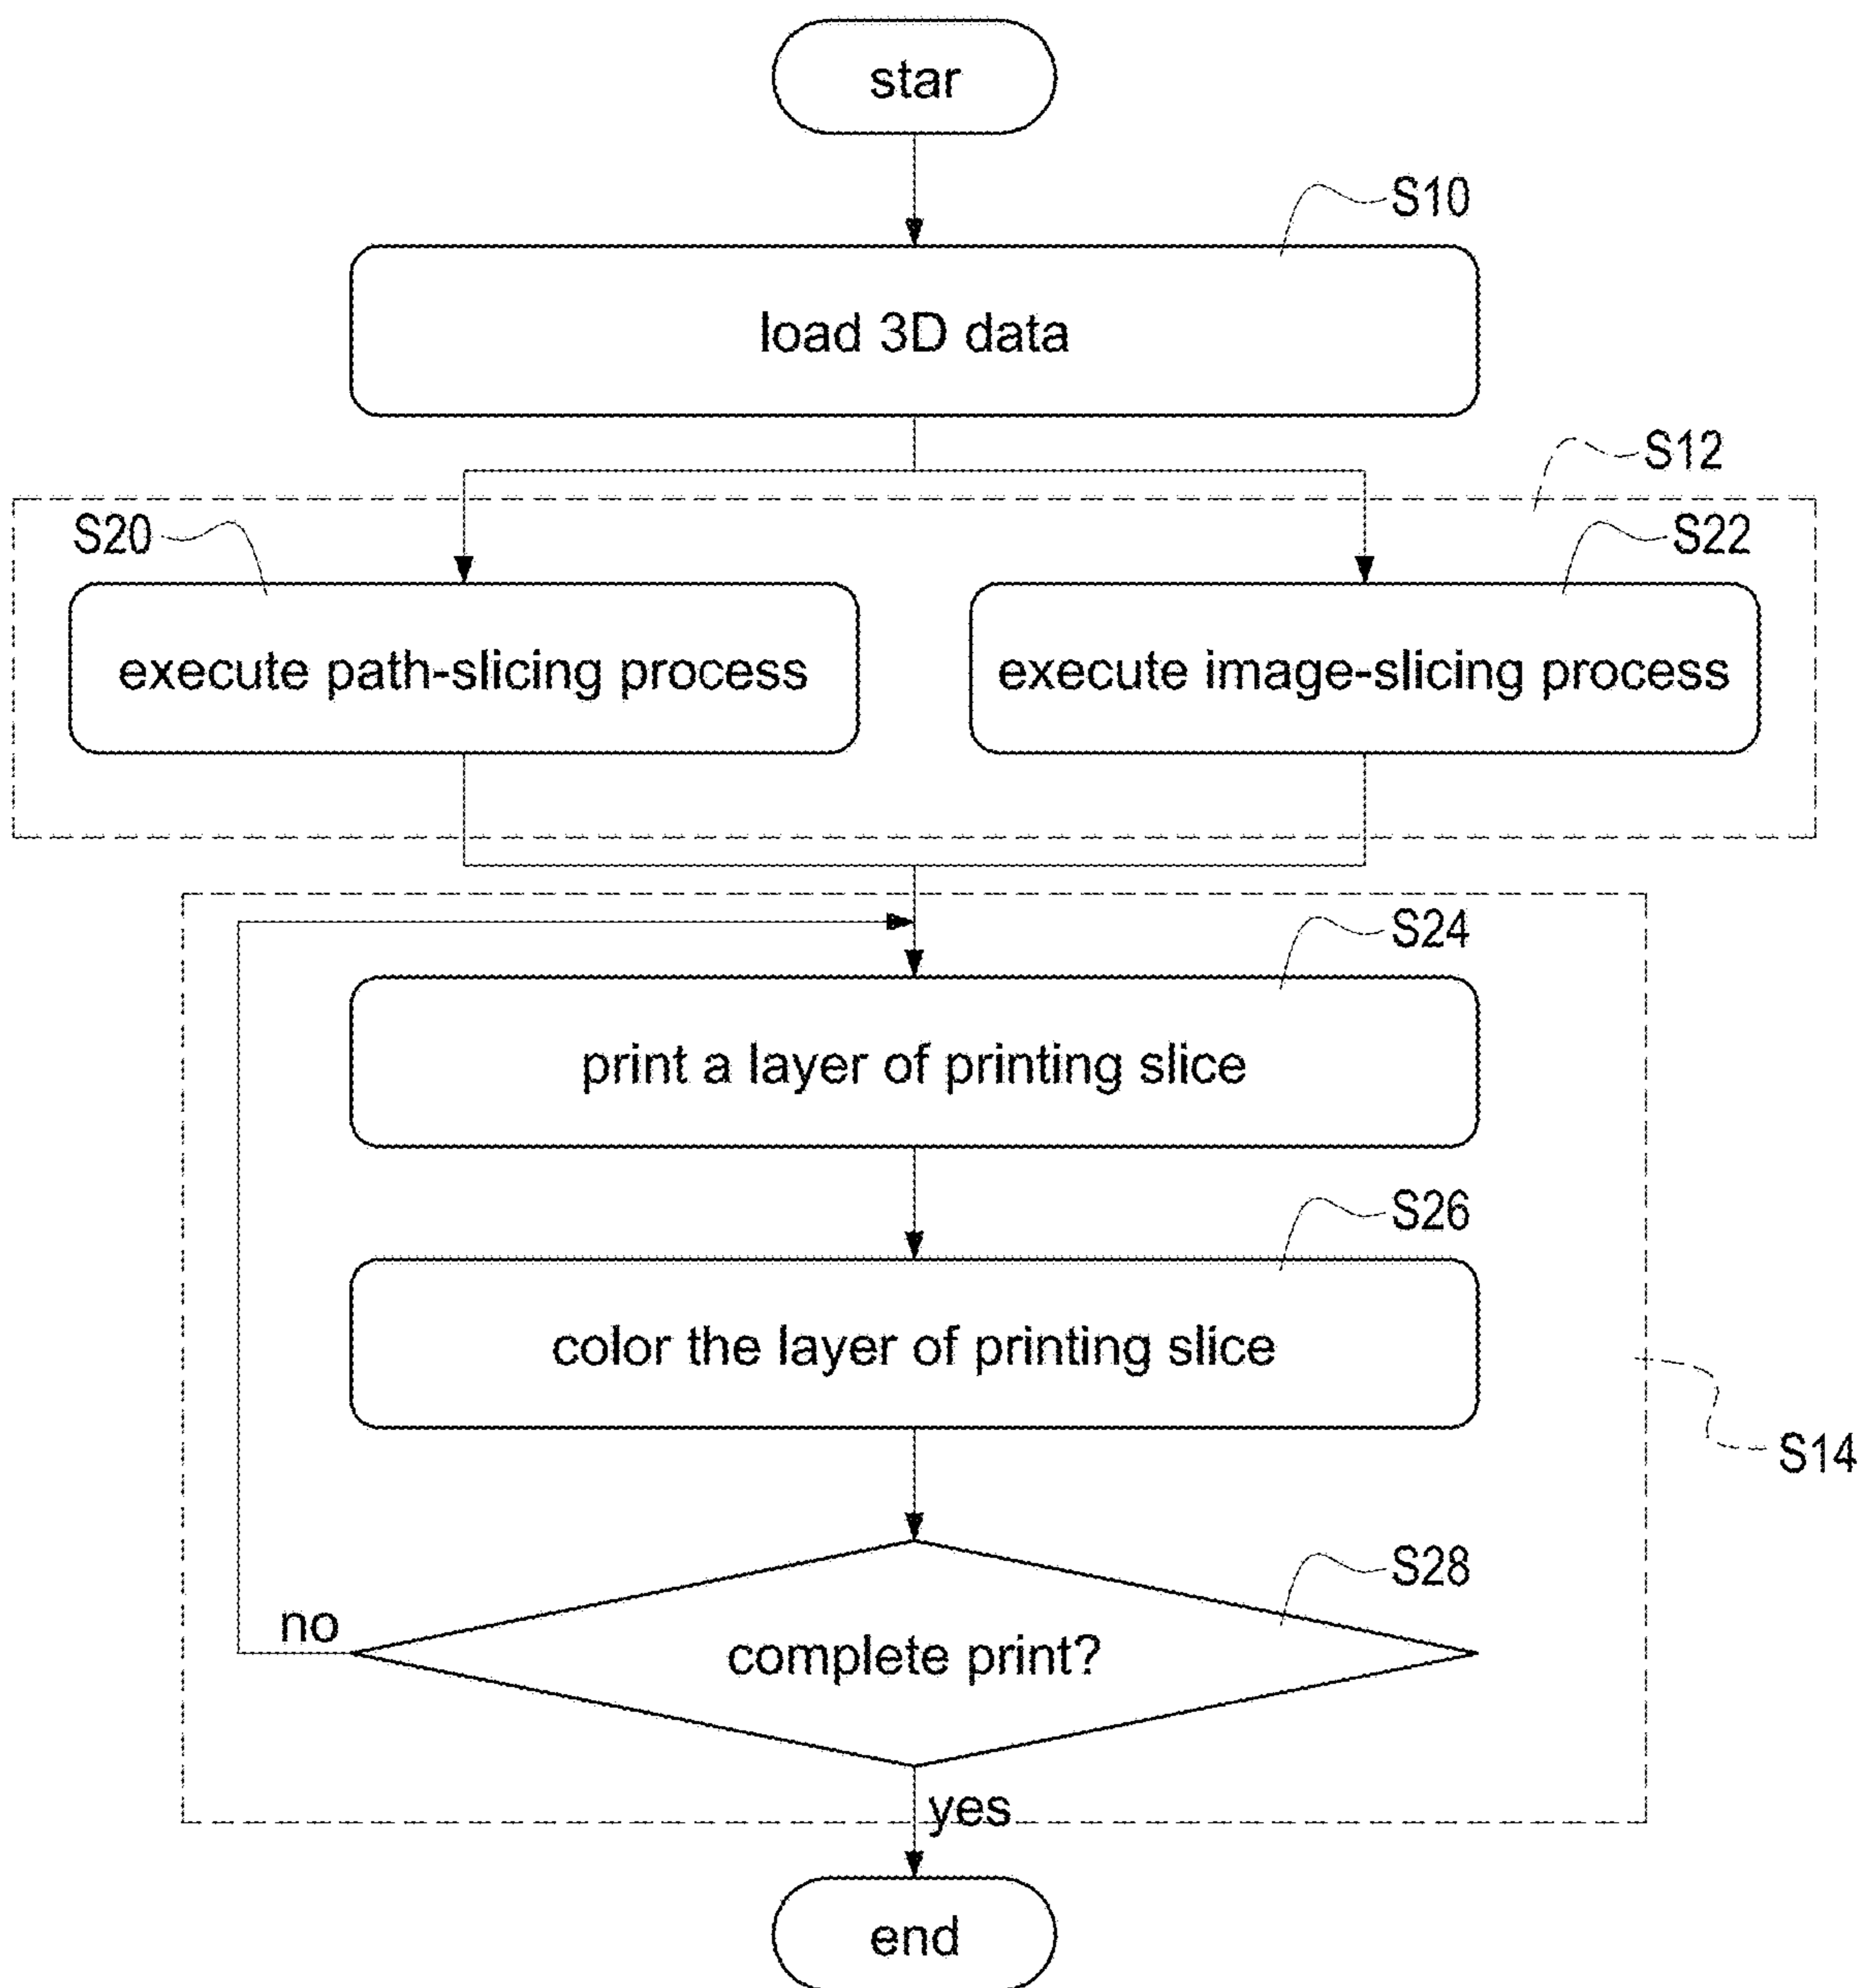 star
S10
load 3D data
S12
S20
S22
execute path-slicing process
execute image-slicing process
S24
print a layer of printing slice
S26
color the layer of printing slice
S14
S28
no
complete print?
yes
end